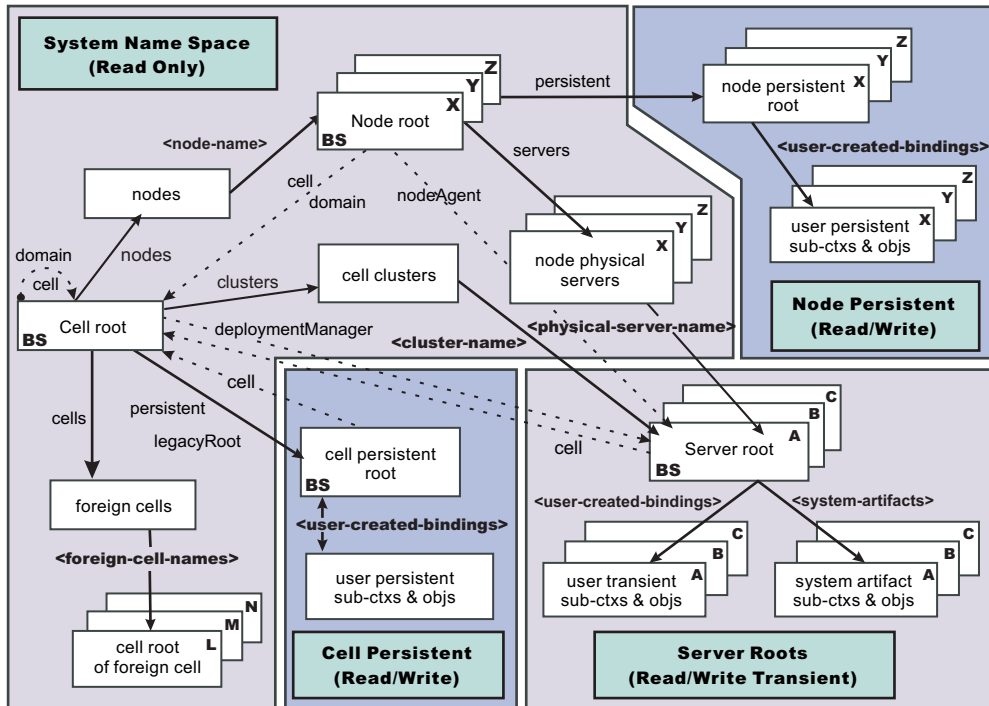 System Name Space
(Read Only)
Z
Y
X
Node root
BS
persistent
Z
Y
X
node persistent
root
<node-name>
<user-created-bindings>
servers
cell
domain
nodeAgent
nodes
Z
Y
X
user persistent
sub-ctxs & objs
Z
Y
X
node physical
servers
domain
cell
nodes
clusters
cell clusters
Node Persistent
(Read/Write)
Cell root
BS
deploymentManager
<physical-server-name>
<cluster-name>
cell
cells
persistent
legacyRoot
C
B
A
Server root
BS
cell
cell persistent
root
BS
foreign cells
<user-created-bindings>
<system-artifacts>
<user-created-bindings>
<foreign-cell-names>
C
B
A
user transient
sub-ctxs & objs
C
B
A
system artifact
sub-ctxs & objs
user persistent
sub-ctxs & objs
N
M
L
cell root
of foreign cell
Cell Persistent
(Read/Write)
Server Roots
(Read/Write Transient)